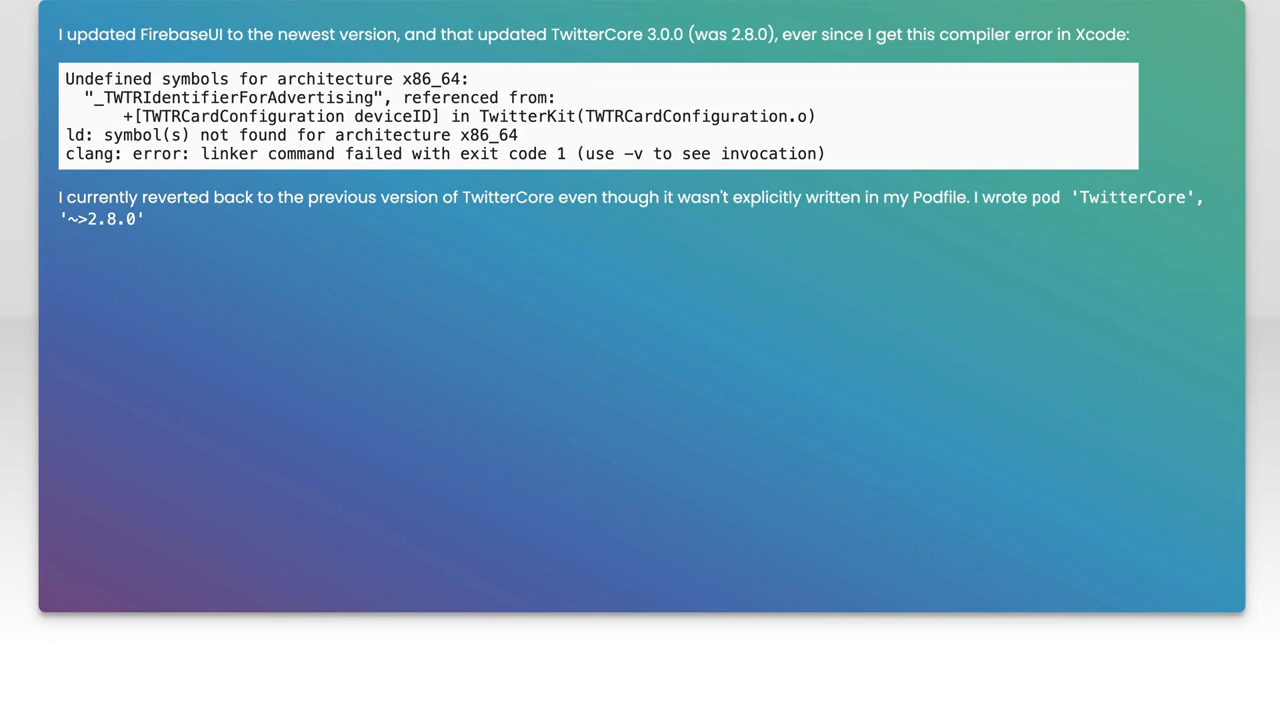 I updated FirebaseUI to the newest version, and that updated TwitterCore 3.0.0 (was 2.8.0), ever since I get this compiler error in Xcode:
Undefined symbols for architecture x86_64:
"_TWTRIdentifierForAdvertising", referenced from:
+[TWTRCardConfiguration deviceID] in TwitterKit(TWTRCardConfiguration.o)
ld: symbol(s) not found for architecture x86_64
clang: error: linker command failed with exit code 1 (use -v to see invocation)
I currently reverted back to the previous version of TwitterCore even though it wasn't explicitly written in my Podfile. I wrote pod 'TwitterCore',
'~>2.8.0'